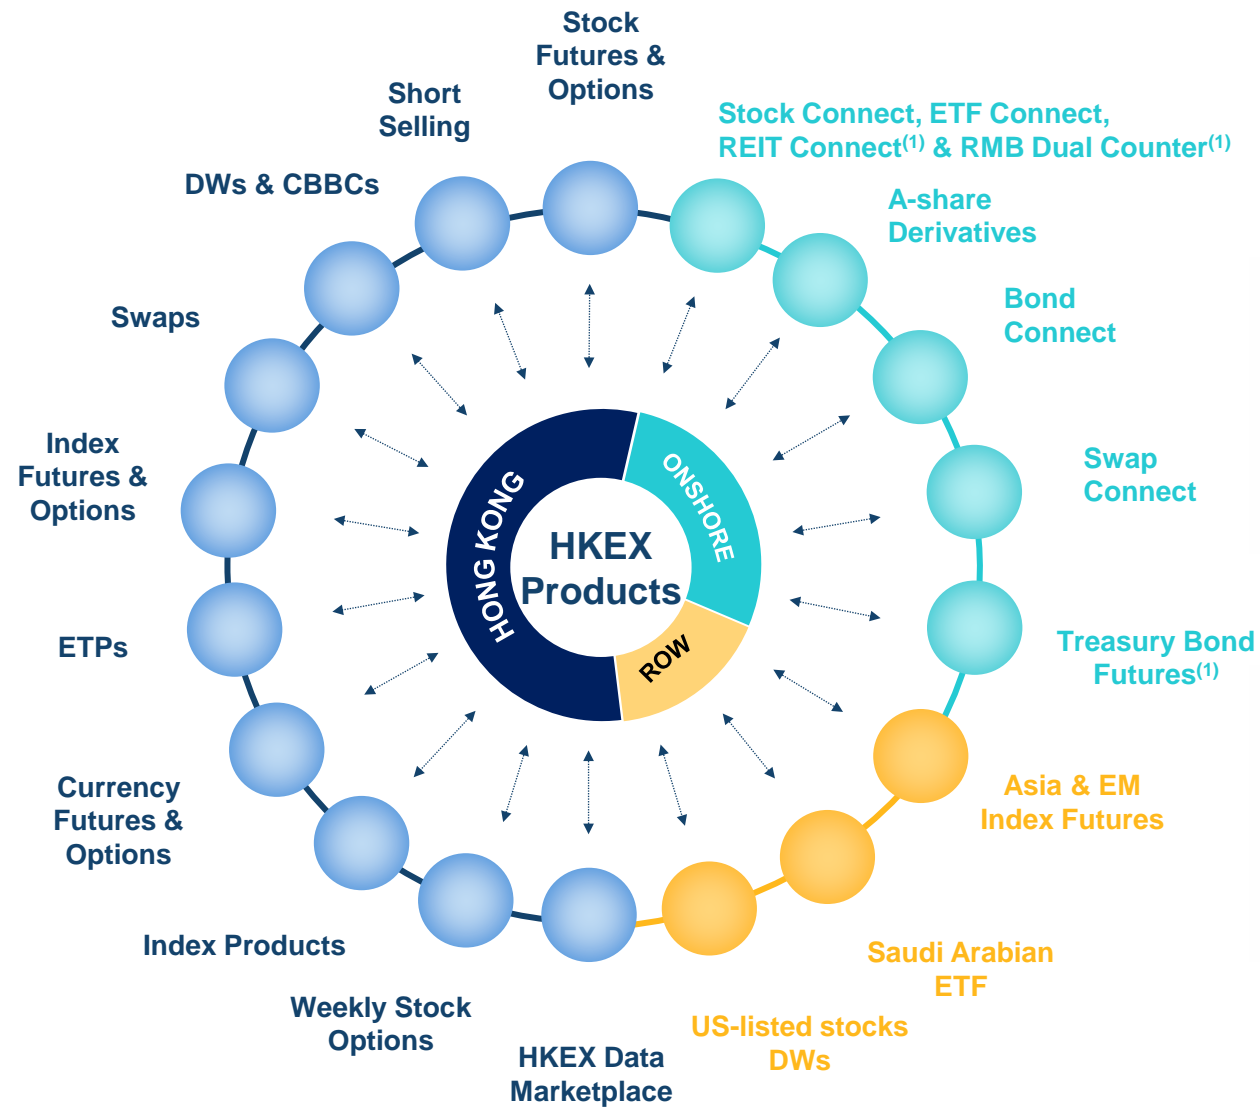 Stock
Futures &
Options
Short
Selling
Stock Connect, ETF Connect,
REIT Connect(1) & RMB Dual Counter(1)
DWs & CBBCs
A-share
Derivatives
Bond
Connect
Swaps
Index
Futures &
Options
Swap
Connect
HONG KONG
ONSHORE
ROW
HKEX
Products
ETPs
Treasury Bond
Futures(1)
Currency
Futures &
Options
Asia & EM
Index Futures
Index Products
Saudi Arabian
ETF
Weekly Stock
Options
US-listed stocks
DWs
HKEX Data
Marketplace